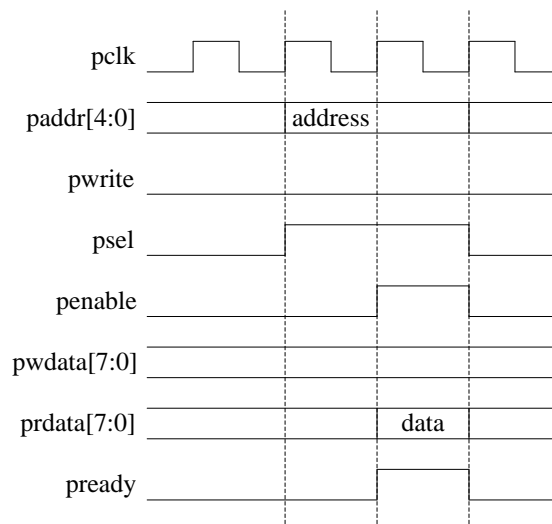 pclk
paddr[4:0] address
pwrite
psel
penable
pwdata[7:0]
prdata[7:0] data
pready